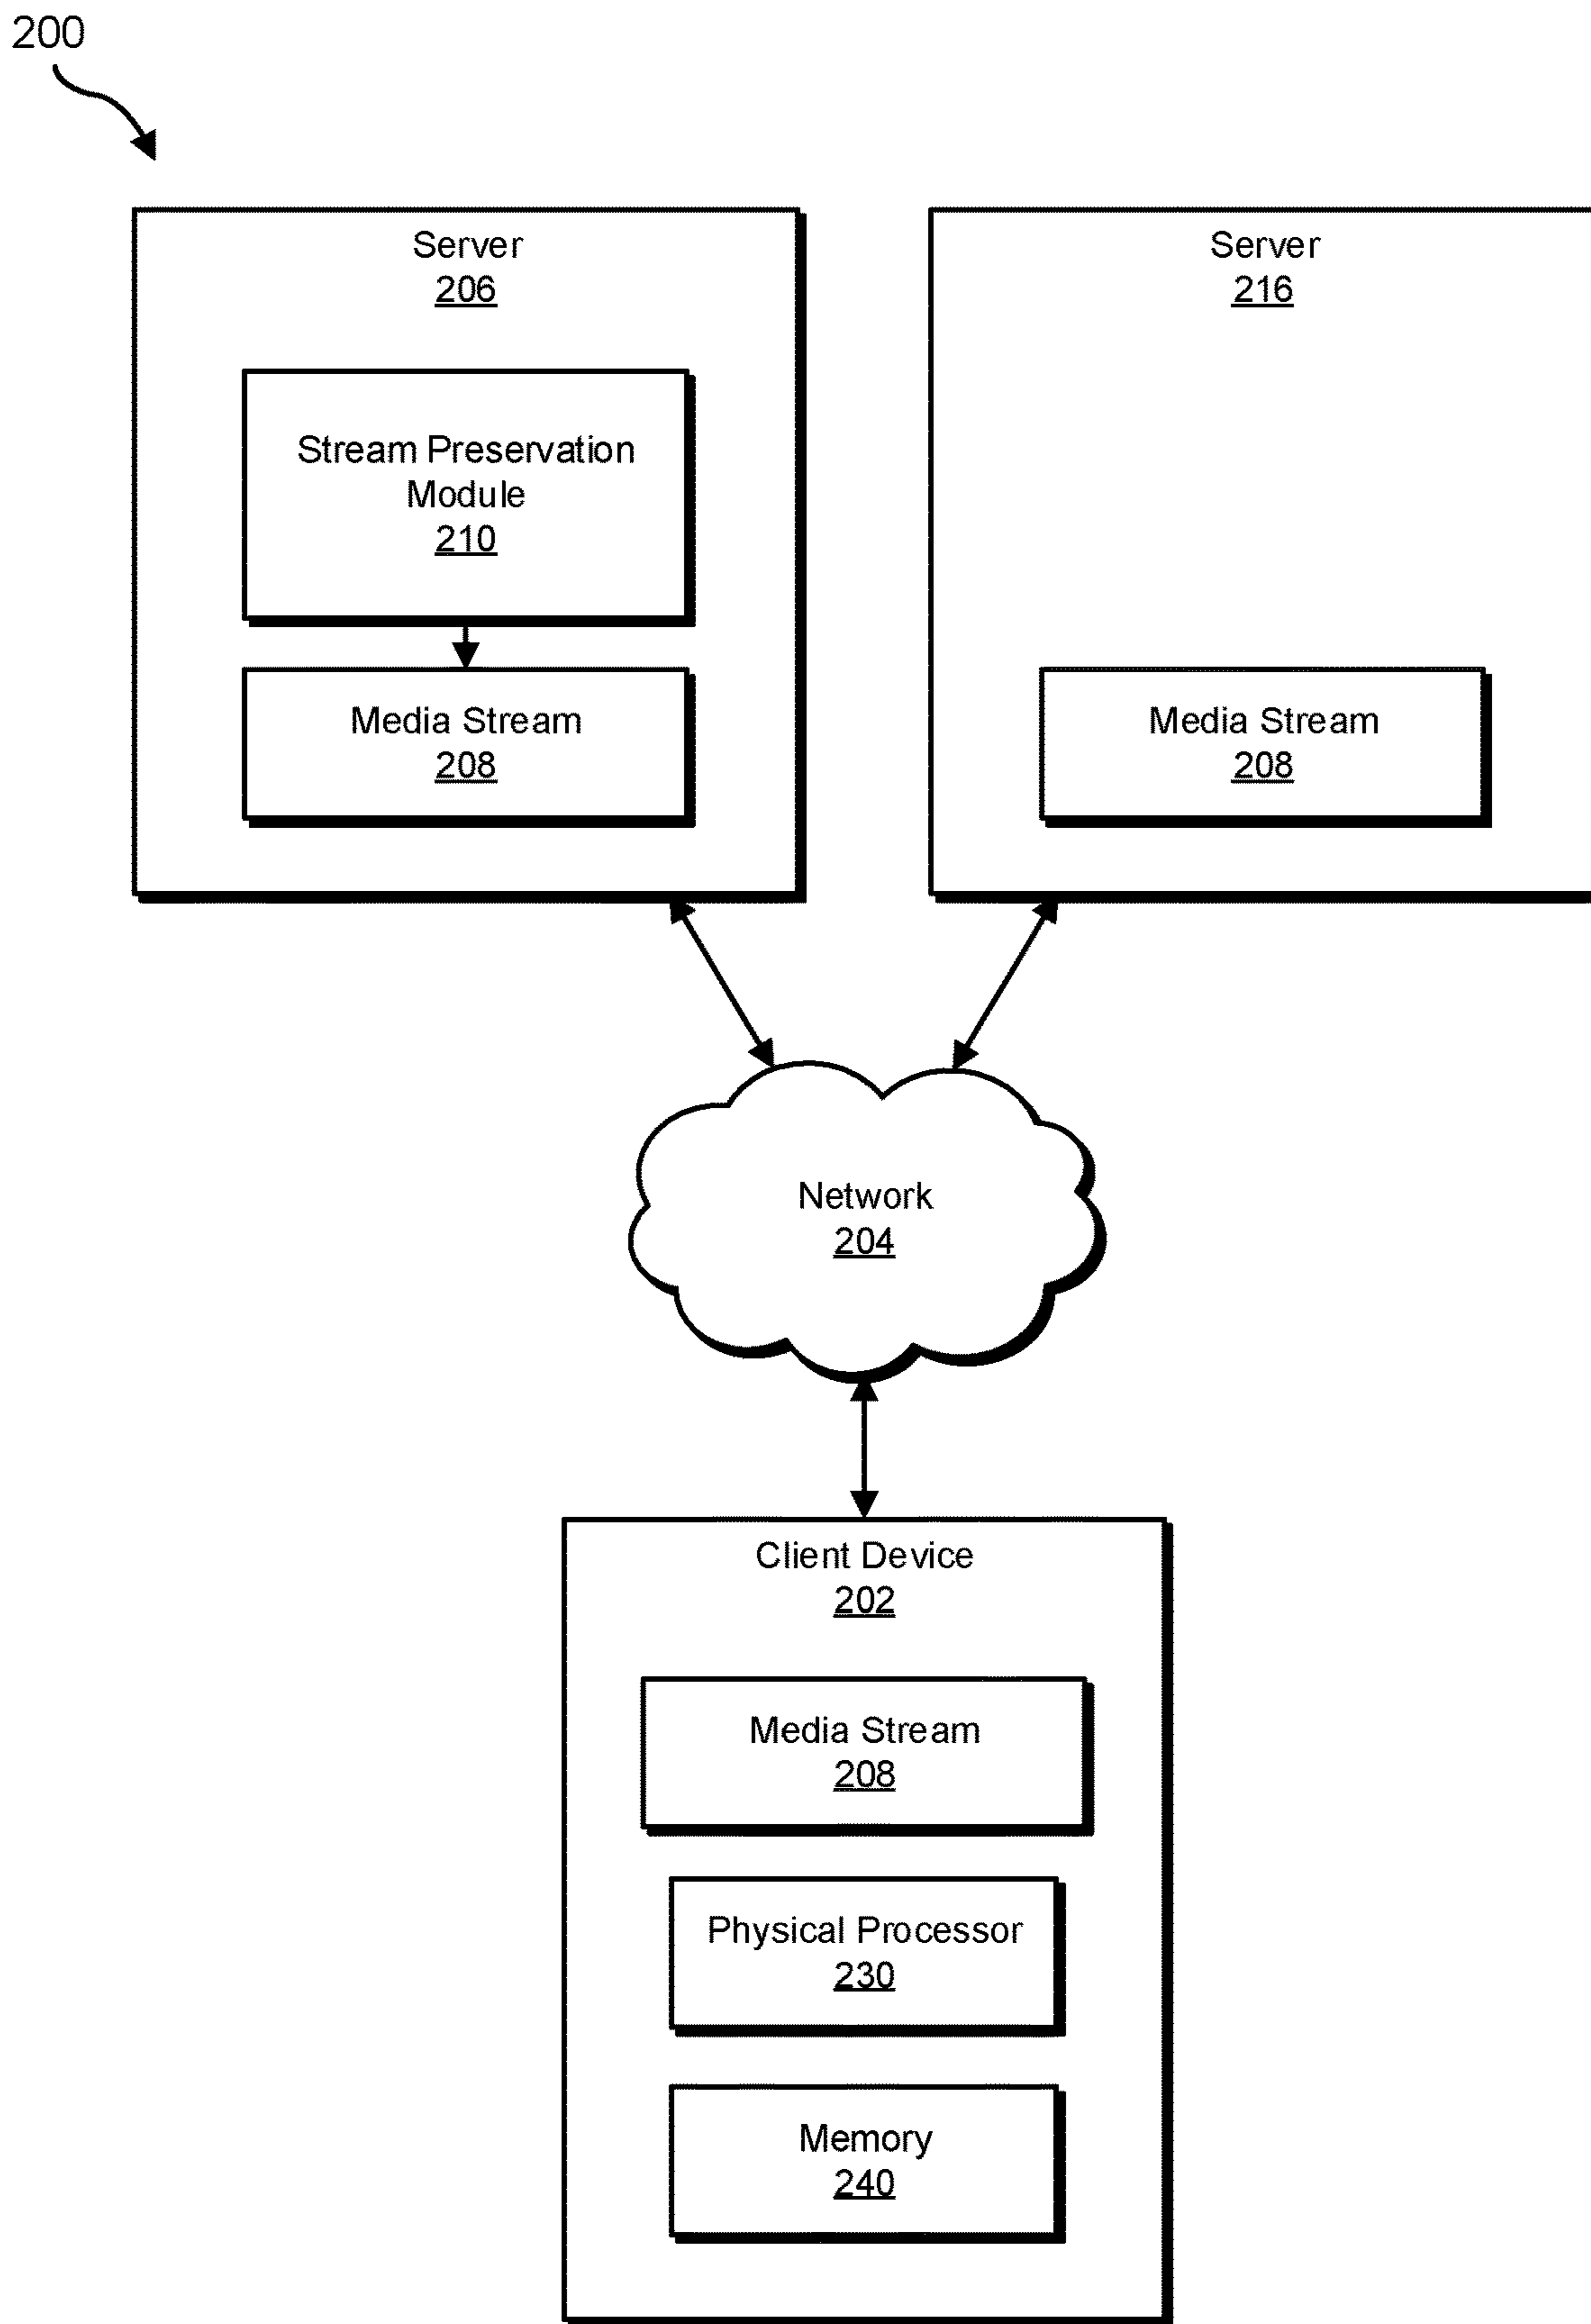 200
Server
206
Stream Preservation
Module
210
Media Stream
208
Server
216
Media Stream
208
Network
204
Client Device
202
Media Stream
208
Physical Processor
230
Memory
240